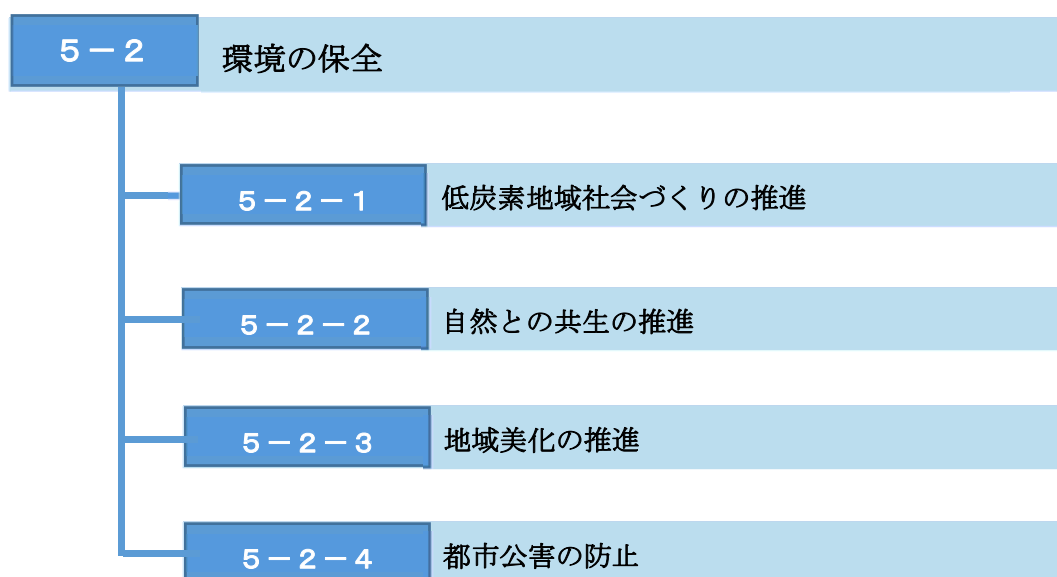 5－2 環境の保全
5－2－1 低炭素地域社会づくりの推進
5－2－2 自然との共生の推進
5－2－3 地域美化の推進
5－2－4 都市公害の防止